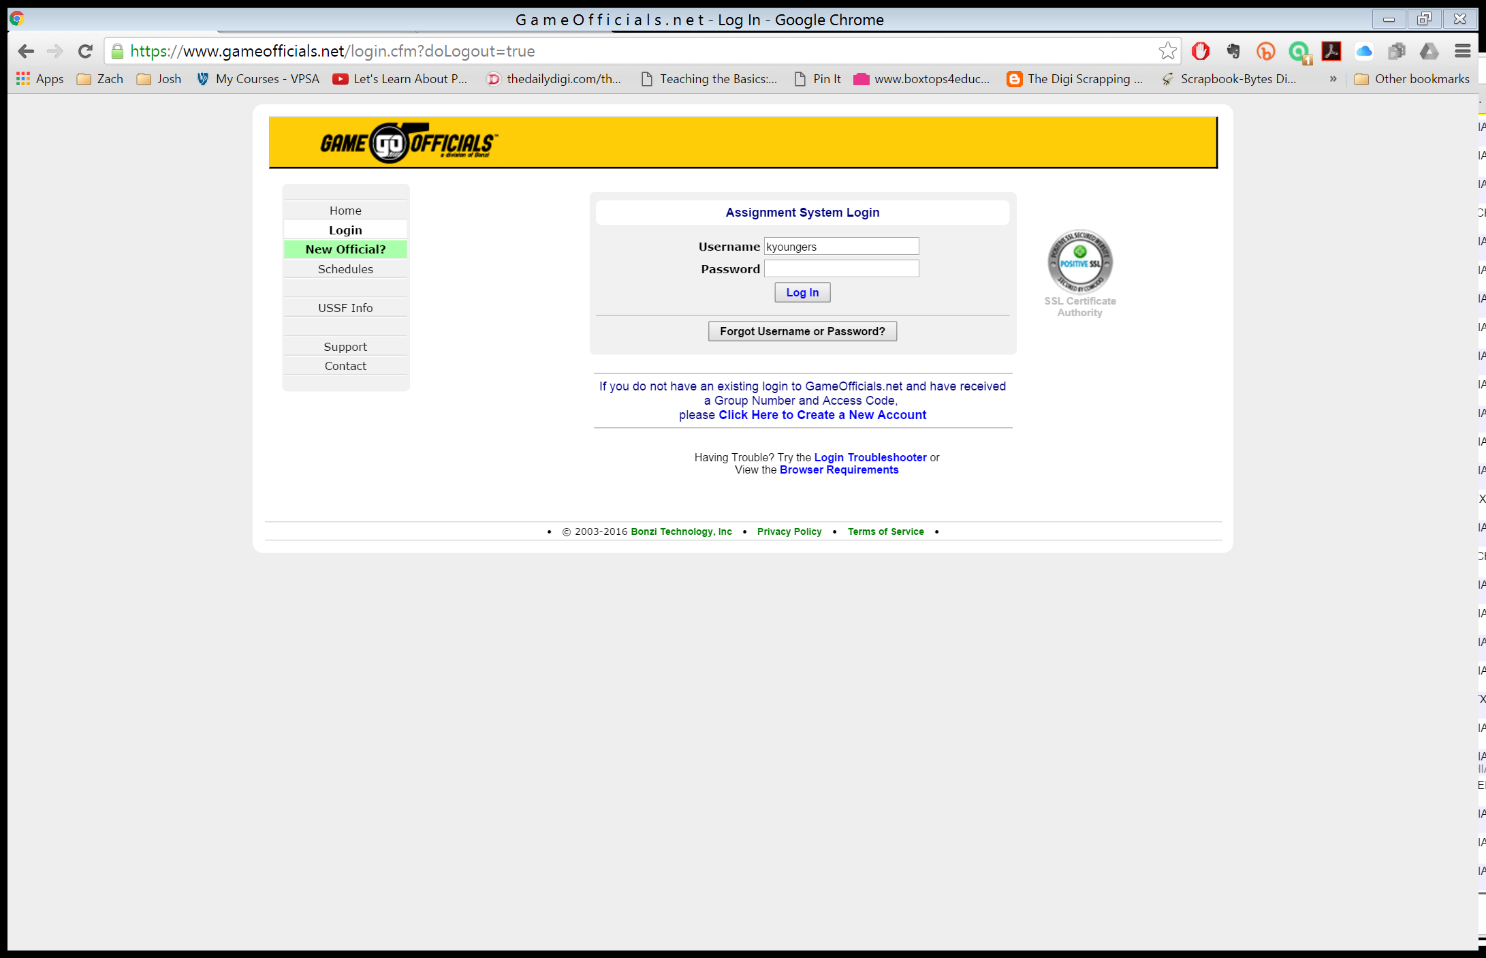 G a m e O f f i c i a l s . n e t - Log In - Google Chrome
https://www.gameofficials.net/login.cfm?doLogout=true
Apps Zach Josh My Courses - VPSA Let's Learn About P... thedailydigi.com/th... Teaching the Basics:... Pin It www.boxtops4educ... The Digi Scrapping ... Scrapbook-Bytes Di... » Other bookmarks
GAME go OFFICIALS
a division of Bonzi
Home
Login
New Official?
Schedules
USSF Info
Support
Contact
Assignment System Login
Username kyoungers
Password
Log In
Forgot Username or Password?
POSITIVE SSL
SSL Certificate
Authority
If you do not have an existing login to GameOfficials.net and have received
a Group Number and Access Code,
please Click Here to Create a New Account
Having Trouble? Try the Login Troubleshooter or
View the Browser Requirements
• © 2003-2016 Bonzi Technology, Inc • Privacy Policy • Terms of Service •